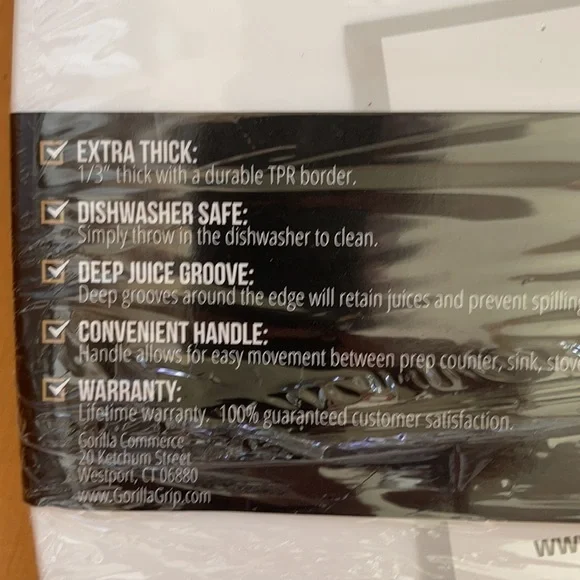 EXTRA THICK:
1/3" thick with a durable TPR border.
DISHWASHER SAFE:
Simply throw in the dishwasher to clean.
DEEP JUICE GROOVE:
Deep grooves around the edge will retain juices and prevent
CONVENIENT HANDLE:
Handle allows for easy movement between prep counter, sink,
WARRANTY:
Lifetime warranty. 100% guaranteed customer satisfaction.
Gorilla Commerce
20 Ketchum Street
Westport, CT 06880
www.GorillaGrip.com